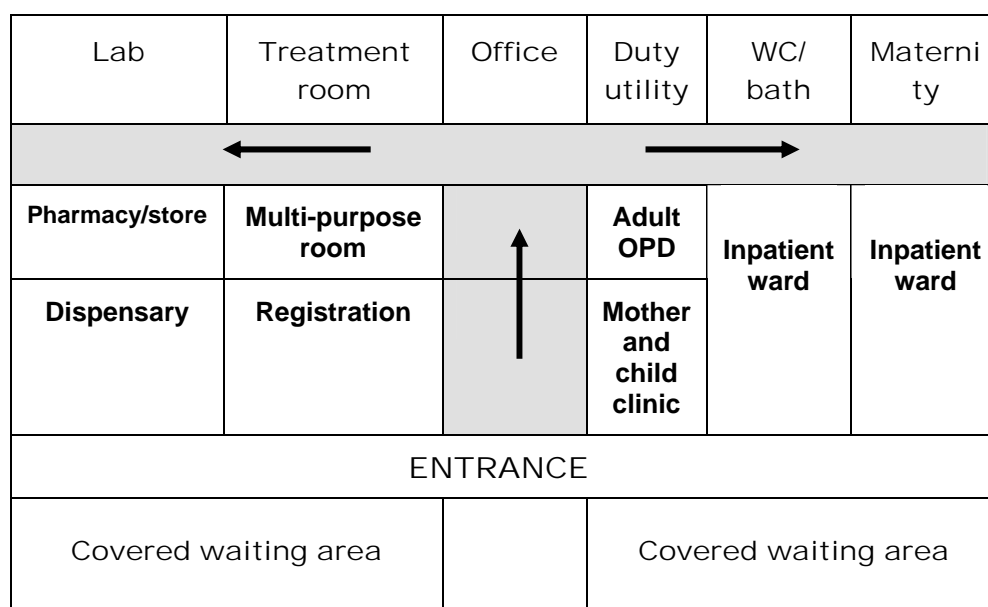 Lab
Treatment
room
Office
Duty
utility
WC/
bath
Materni
ty
Pharmacy/store
Multi-purpose
room
Adult
OPD
Inpatient
ward
Inpatient
ward
Dispensary
Registration
Mother
and
child
clinic
ENTRANCE
Covered waiting area
Covered waiting area